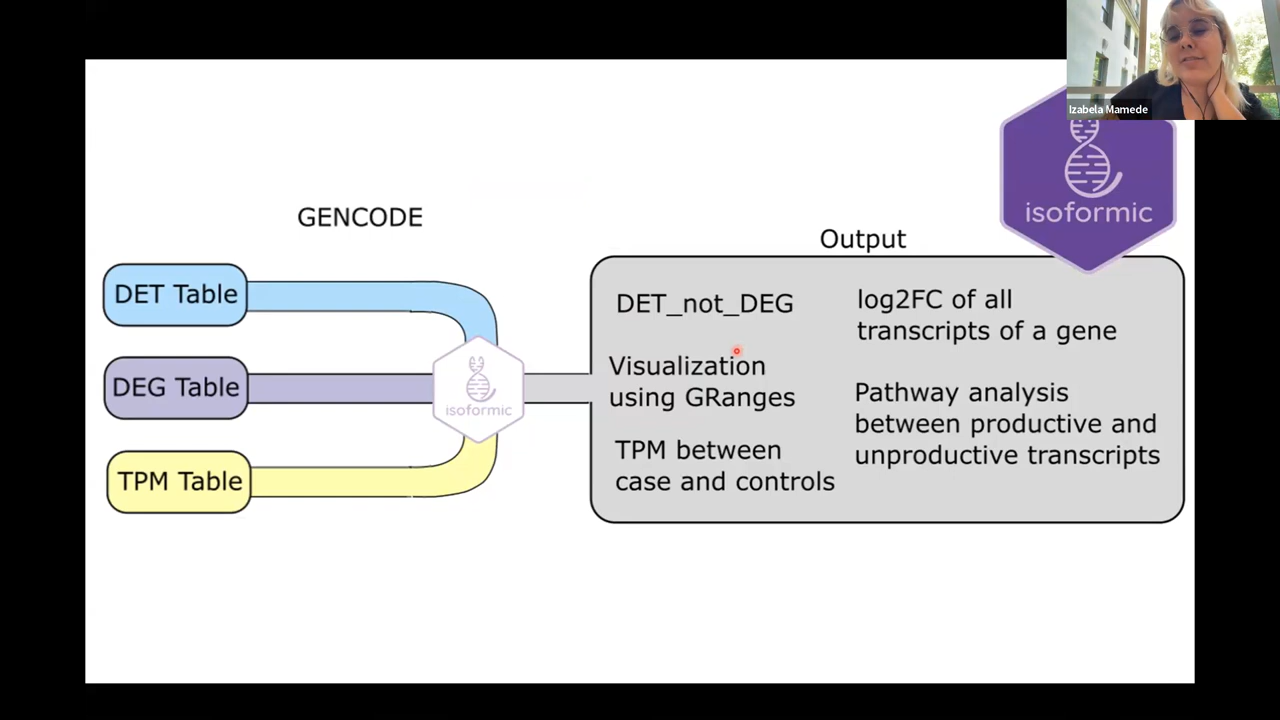 Izabela Mamede
isoformic
GENCODE
DET Table
DEG Table
TPM Table
isoformic
Output
DET_not_DEG
Visualization
using GRanges
TPM between
case and controls
log2FC of all
transcripts of a gene
Pathway analysis
between productive and
unproductive transcripts